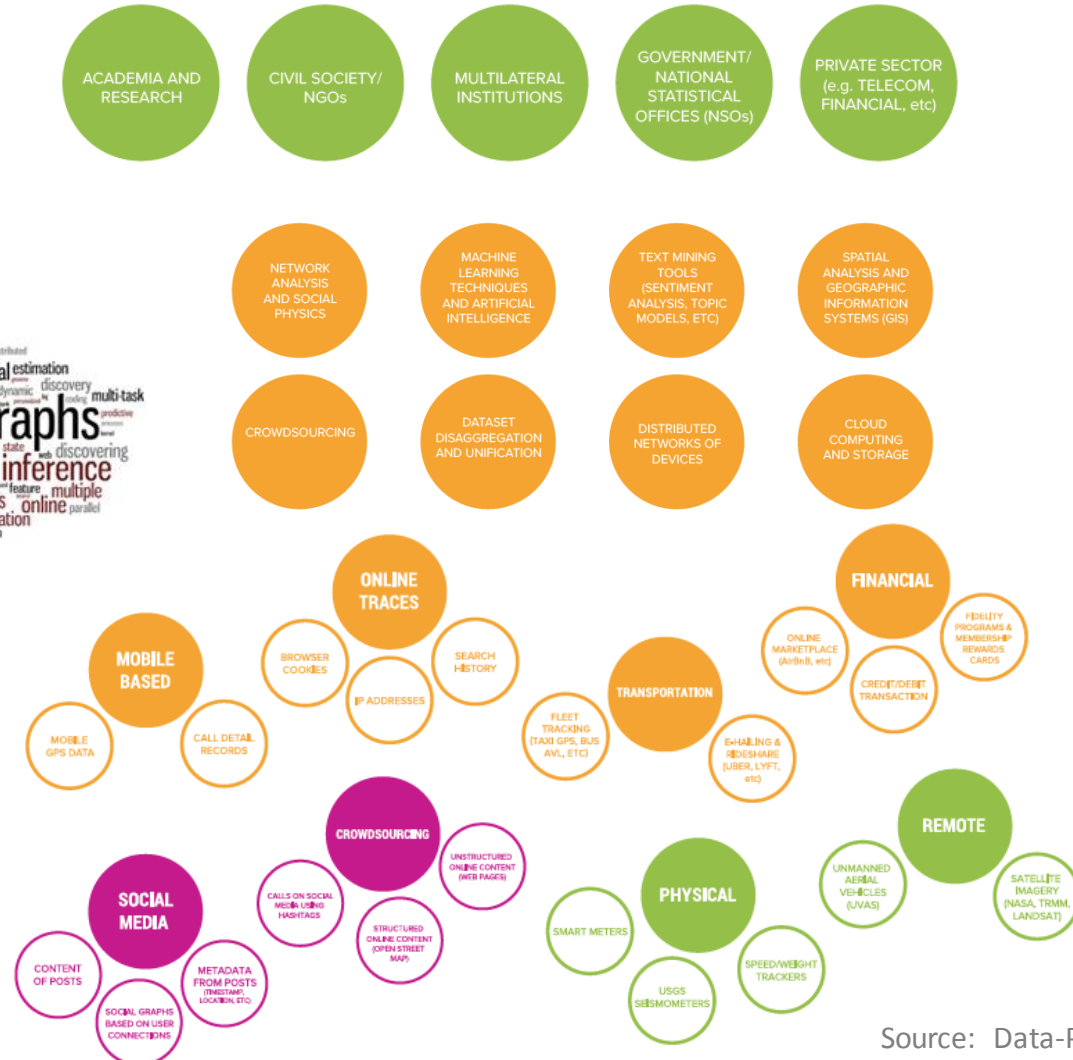 ACADEMIA AND
RESEARCH
CIVIL SOCIETY/
NGOs
MULTILATERAL
INSTITUTIONS
GOVERNMENT/
NATIONAL
STATISTICAL
OFFICES (NSOs)
PRIVATE SECTOR
(e.g. TELECOM,
FINANCIAL, etc)
NETWORK
ANALYSIS
AND SOCIAL
PHYSICS
MACHINE
LEARNING
TECHNIQUES
AND ARTIFICIAL
INTELLIGENCE
TEXT MINING
TOOLS
(SENTIMENT
ANALYSIS, TOPIC
MODELS, ETC)
SPATIAL
ANALYSIS AND
GEOGRAPHIC
INFORMATION
SYSTEMS (GIS)
estimation
dynamic discovery
coding multi-task
raphs
predictive
state web discovering
inference
feature multiple
online parallel
CROWDSOURCING
DATASET
DISAGGREGATION
AND UNIFICATION
DISTRIBUTED
NETWORKS OF
DEVICES
CLOUD
COMPUTING
AND STORAGE
MOBILE
BASED
MOBILE
GPS DATA
CALL DETAIL
RECORDS
ONLINE
TRACES
BROWSER
COOKIES
IP ADDRESSES
SEARCH
HISTORY
TRANSPORTATION
FLEET
TRACKING
(TAXI GPS, BUS
AVL, ETC)
E-HAILING &
RIDESHARE
(UBER, LYFT,
etc)
FINANCIAL
ONLINE
MARKETPLACE
(AirBnB, etc)
CREDIT/DEBIT
TRANSACTION
FIDELITY
PROGRAMS &
MEMBERSHIP
REWARDS
CARDS
SOCIAL
MEDIA
CONTENT
OF POSTS
SOCIAL GRAPHS
BASED ON USER
CONNECTIONS
METADATA
FROM POSTS
(TIMESTAMP,
LOCATION, ETC)
CROWDSOURCING
CALLS ON SOCIAL
MEDIA USING
HASHTAGS
STRUCTURED
ONLINE CONTENT
(OPEN STREET
MAP)
UNSTRUCTURED
ONLINE CONTENT
(WEB PAGES)
PHYSICAL
SMART METERS
USGS
SEISMOMETERS
SPEED/WEIGHT
TRACKERS
REMOTE
UNMANNED
AERIAL
VEHICLES
(UVAS)
SATELLITE
IMAGERY
(NASA, TRMM,
LANDSAT)
Source: Data-P